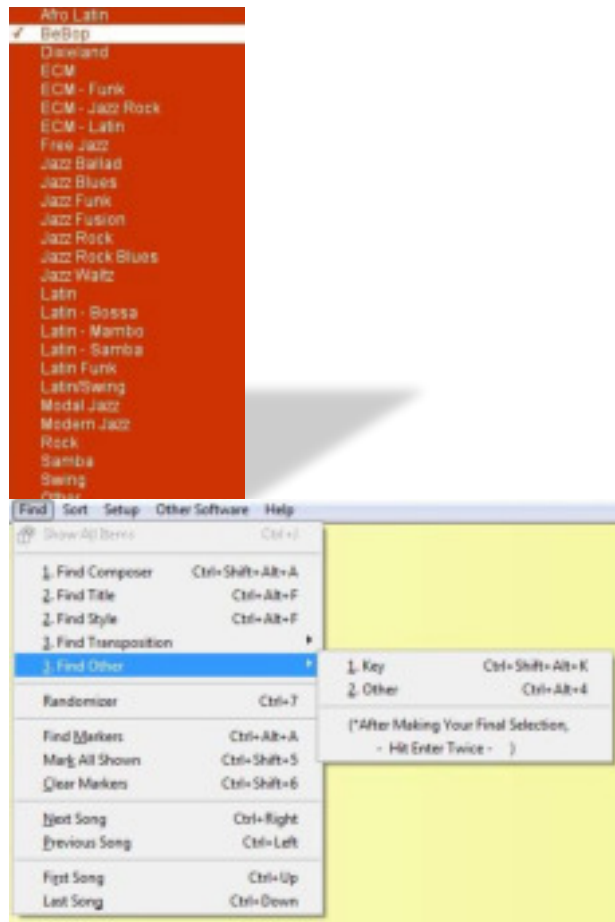 Afro Latin
✓ BeBop
Dixieland
ECM
ECM - Funk
ECM - Jazz Rock
ECM - Latin
Free Jazz
Jazz Ballad
Jazz Blues
Jazz Funk
Jazz Fusion
Jazz Rock
Jazz Rock Blues
Jazz Waltz
Latin
Latin - Bossa
Latin - Mambo
Latin - Samba
Latin Funk
Latin/Swing
Modal Jazz
Modern Jazz
Rock
Samba
Swing
Other
Find Sort Setup Other Software Help
Show All Items Ctrl+J
1. Find Composer Ctrl+Shift+Alt+A
2. Find Title Ctrl+Alt+F
2. Find Style Ctrl+Alt+F
3. Find Transposition
3. Find Other
1. Key Ctrl+Shift+Alt+K
2. Other Ctrl+Alt+4
(*After Making Your Final Selection,
- Hit Enter Twice - )
Randomizer Ctrl+7
Find Markers Ctrl+Alt+A
Mark All Shown Ctrl+Shift+5
Clear Markers Ctrl+Shift+6
Next Song Ctrl+Right
Previous Song Ctrl+Left
First Song Ctrl+Up
Last Song Ctrl+Down